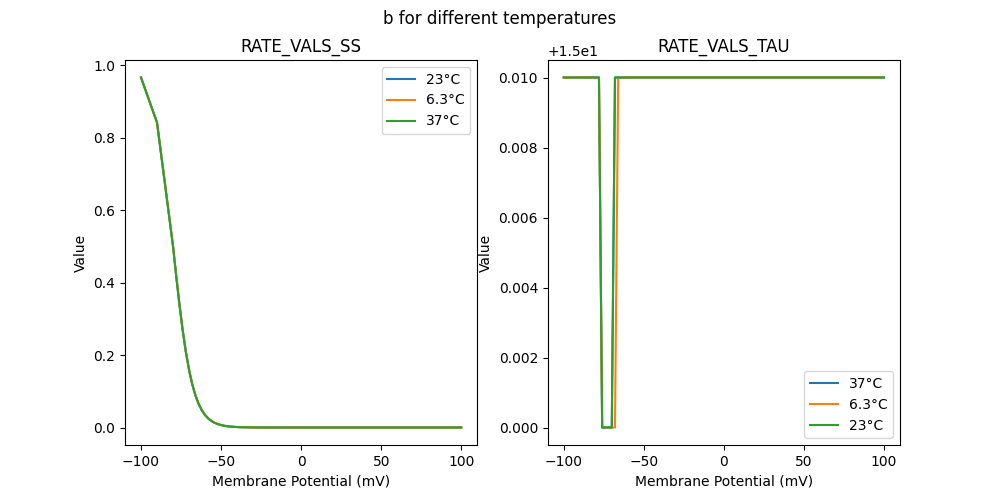 b for different temperatures
RATE_VALS_SS
1.0
0.8
0.6
0.4
0.2
0.0
Value
−100
−50
0
50
100
Membrane Potential (mV)
23°C
6.3°C
37°C
RATE_VALS_TAU
+1.5e1
0.010
0.008
0.006
0.004
0.002
0.000
Value
−100
−50
0
50
100
Membrane Potential (mV)
37°C
6.3°C
23°C